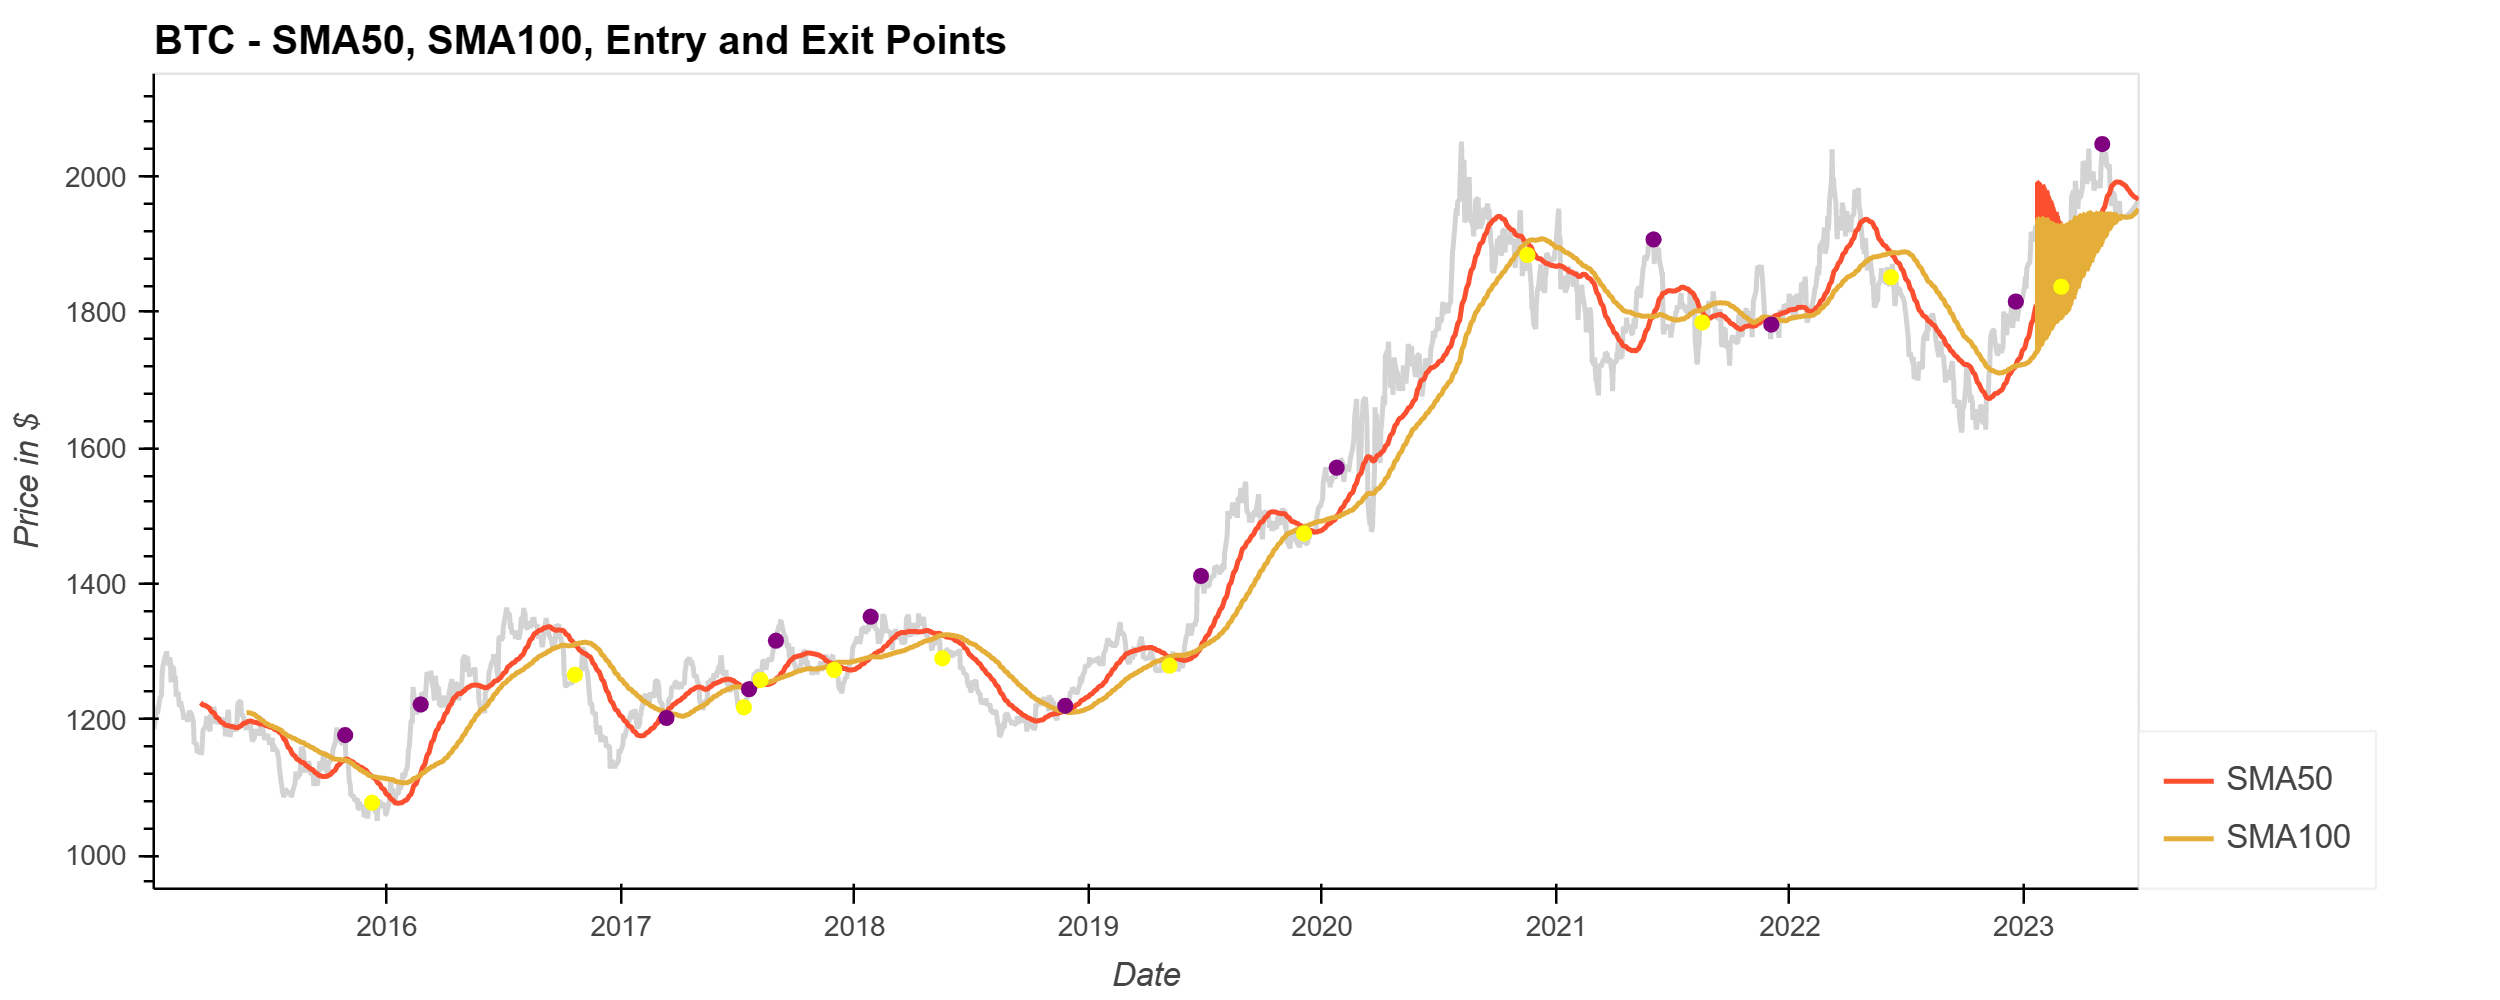 BTC - SMA50, SMA100, Entry and Exit Points
Price in $
2000
1800
1600
1400
1200
1000
2016 2017 2018 2019 2020 2021 2022 2023
Date
SMA50
SMA100